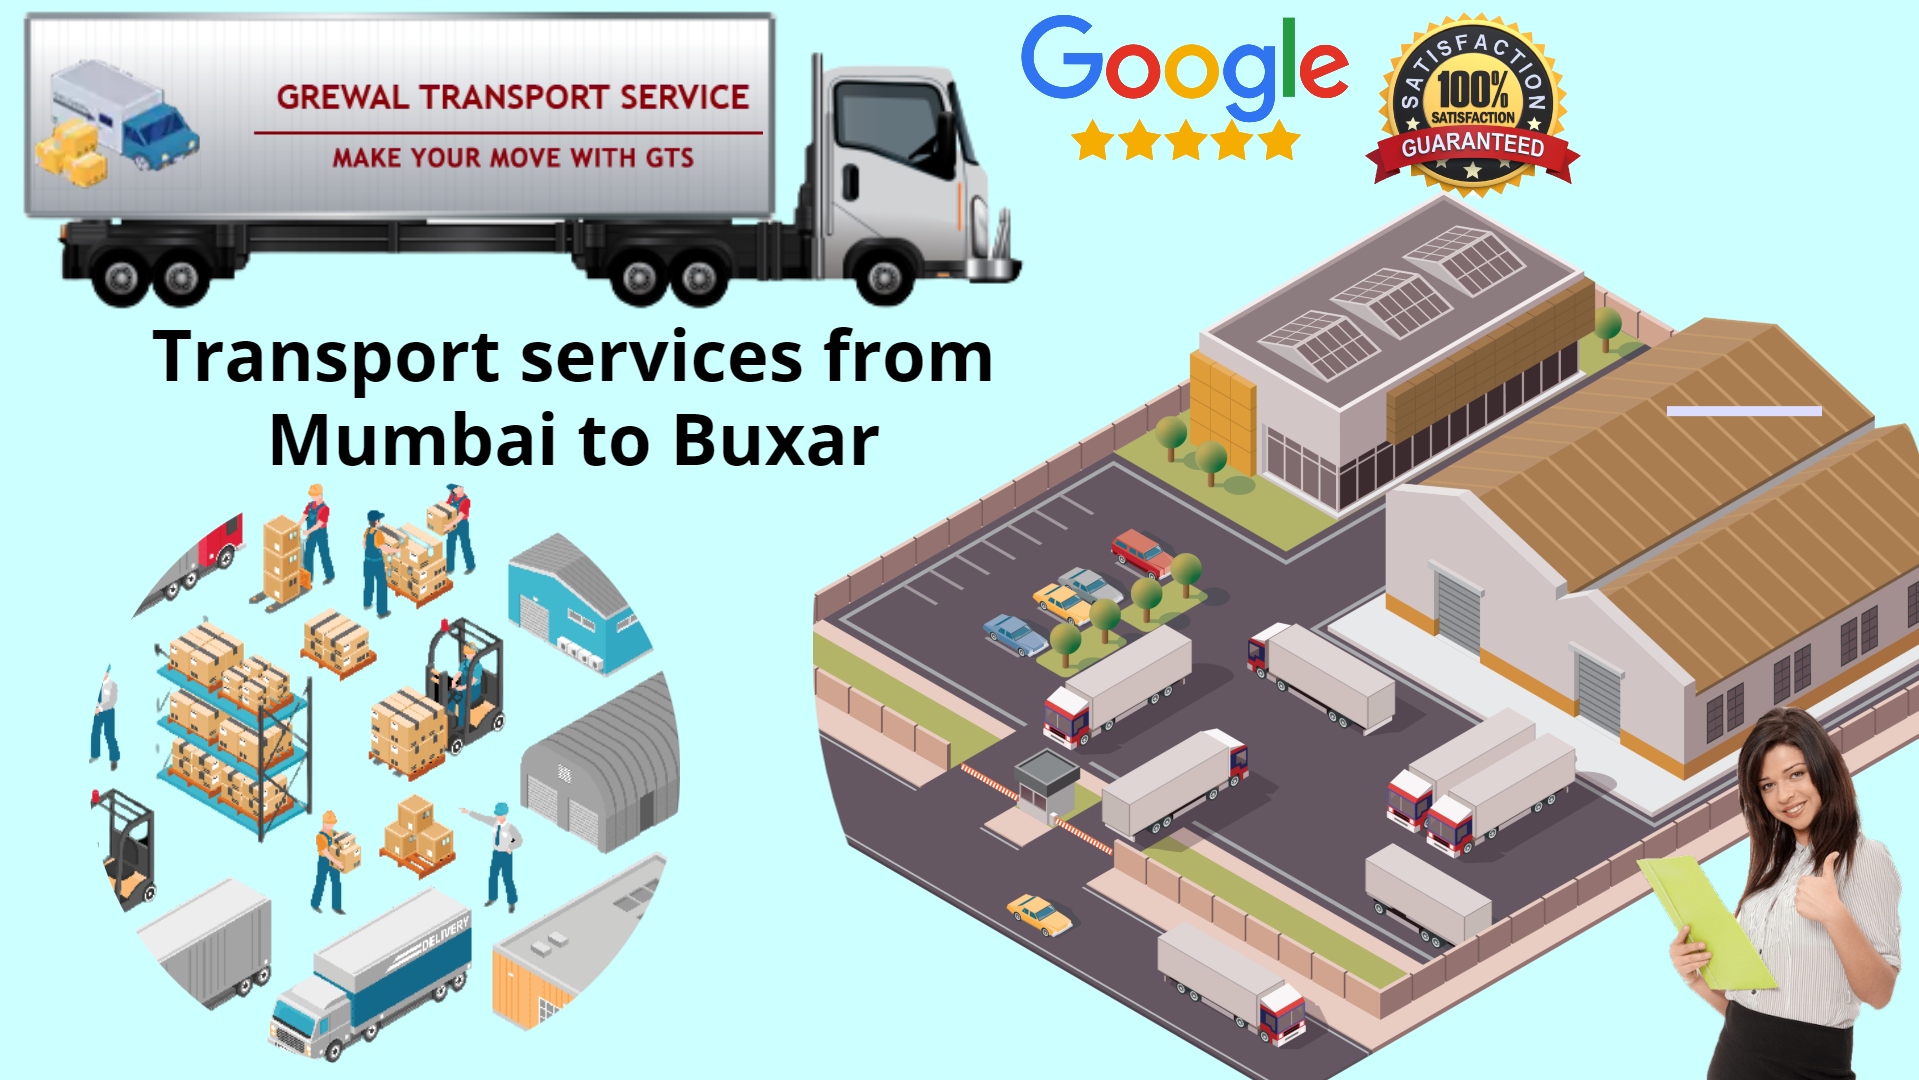 GREWAL TRANSPORT SERVICE
MAKE YOUR MOVE WITH GTS
Google
SATISFACTION
100%
SATISFACTION
GUARANTEED
Transport services from
Mumbai to Buxar
DELIVERY